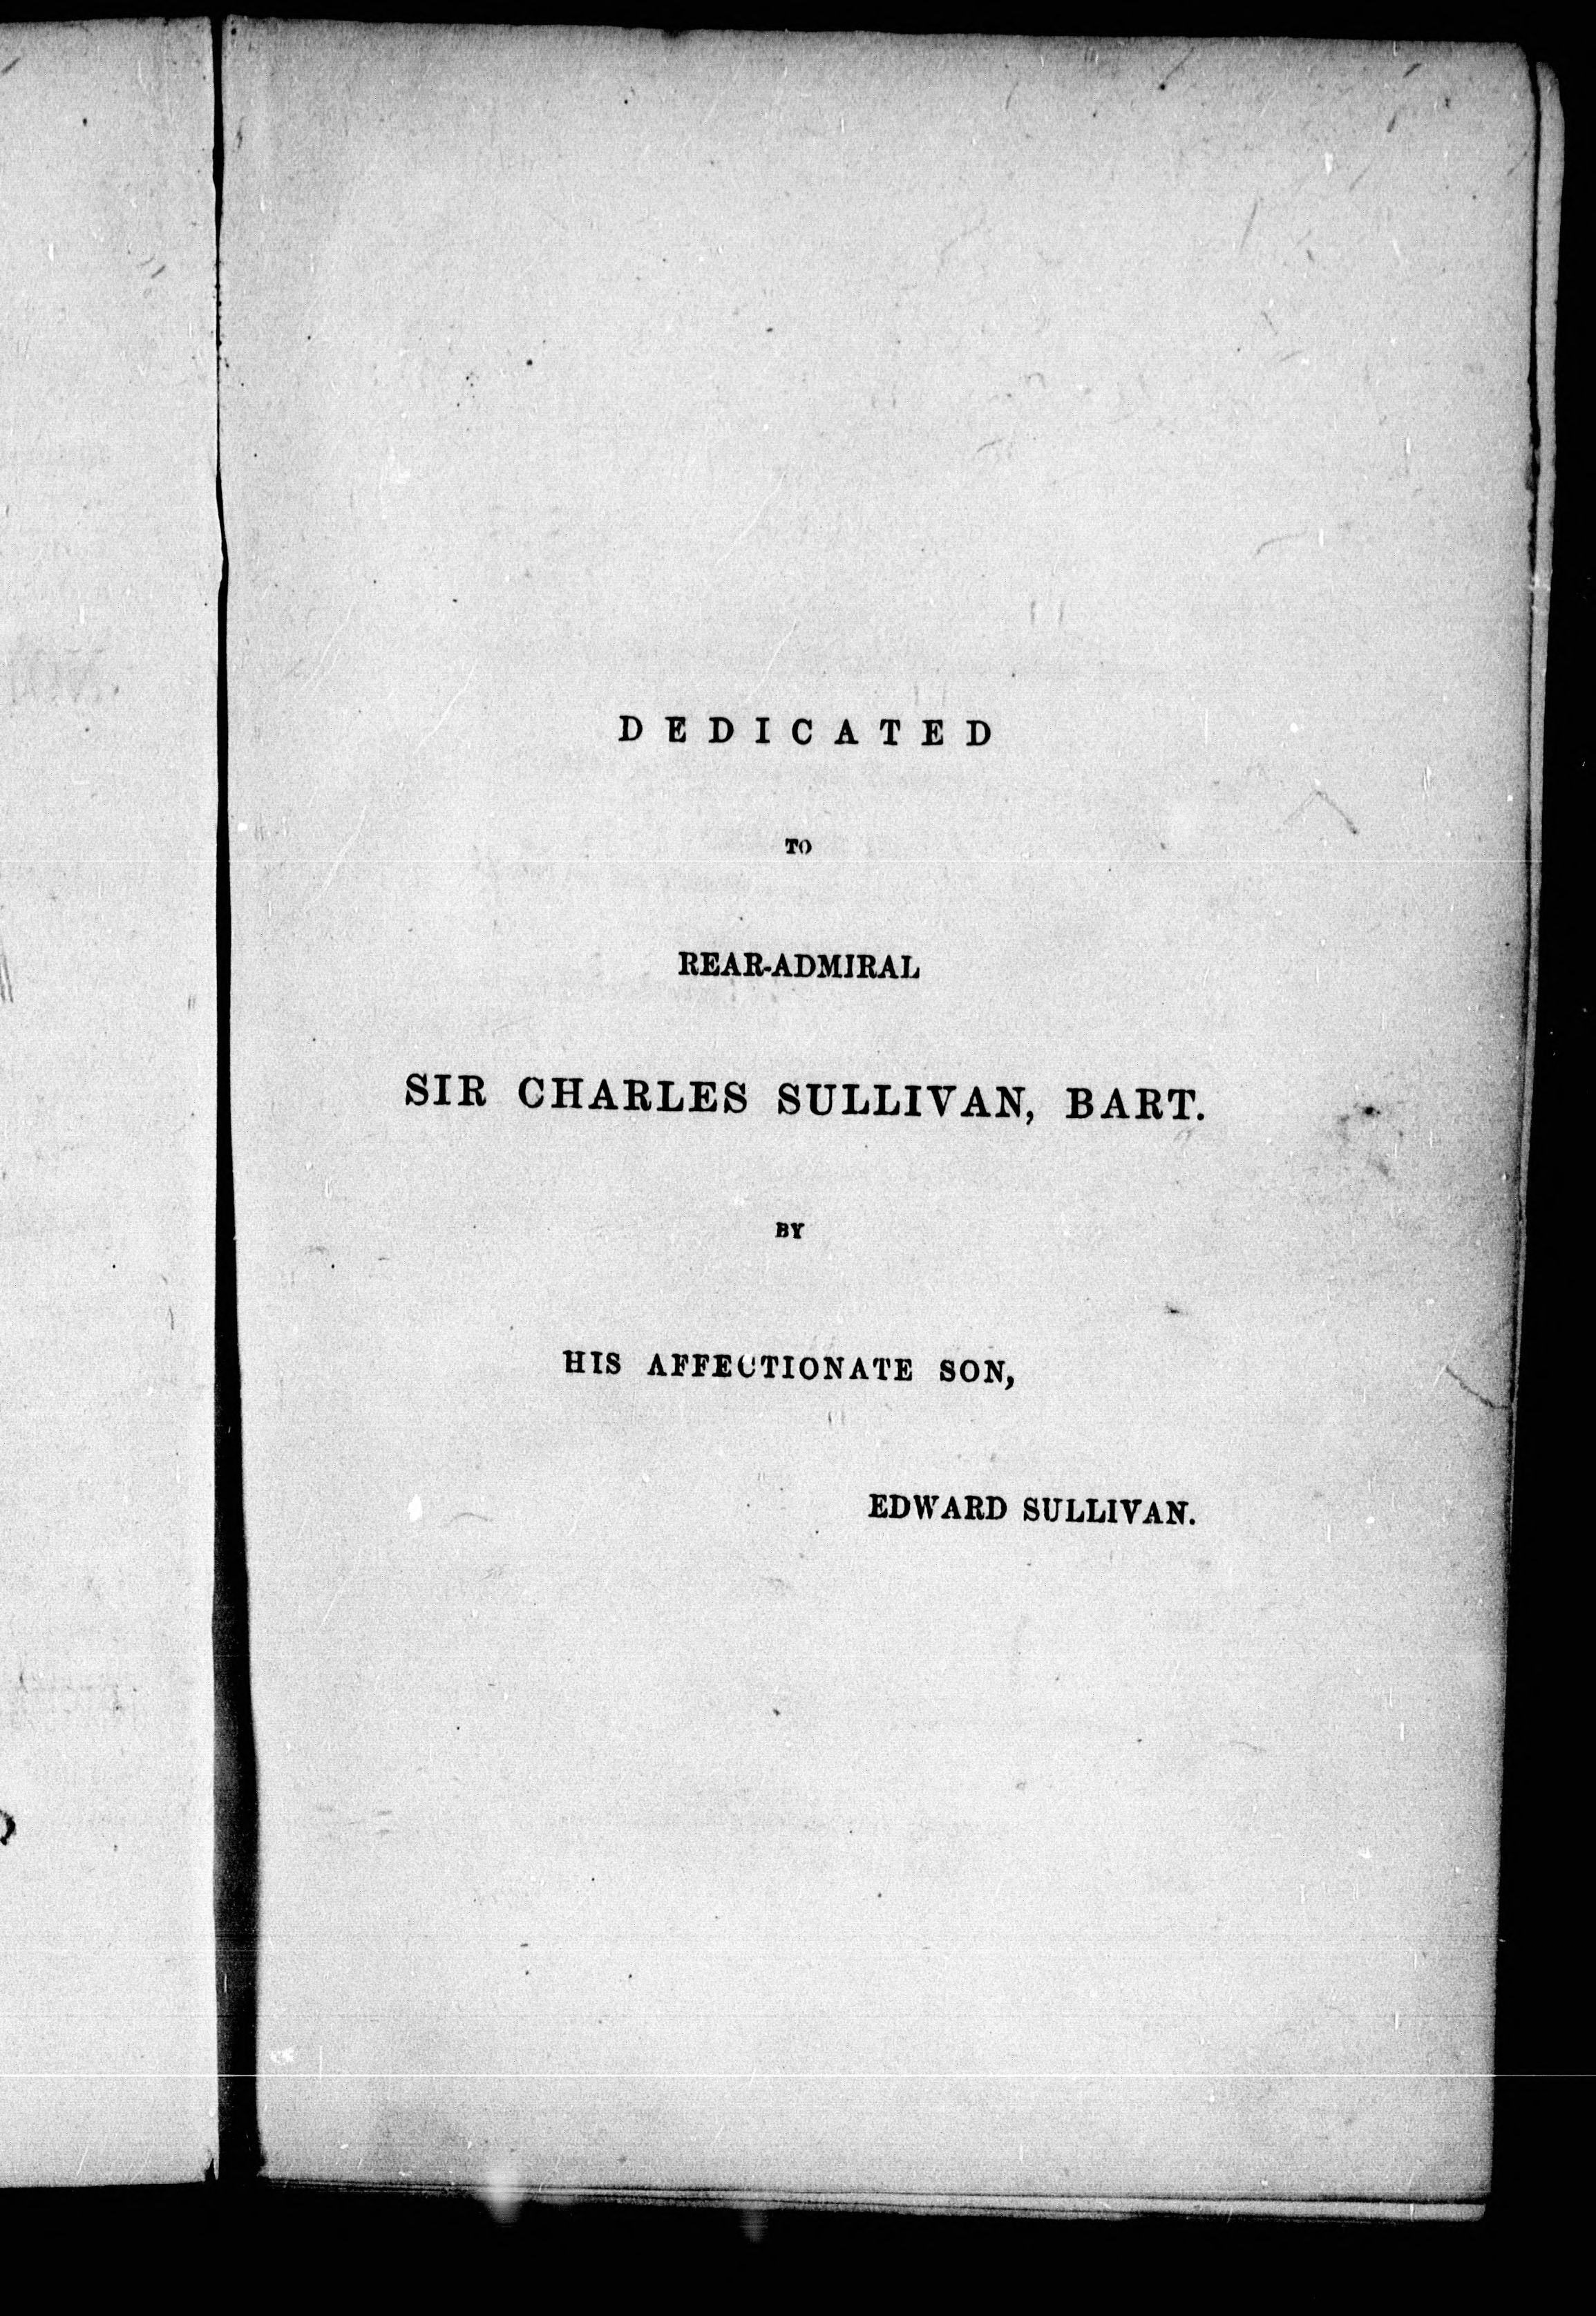 DEDICATED
TO
REAR-ADMIRAL
SIR CHARLES SULLIVAN, BART.
BY
HIS AFFECTIONATE SON,
EDWARD SULLIVAN.